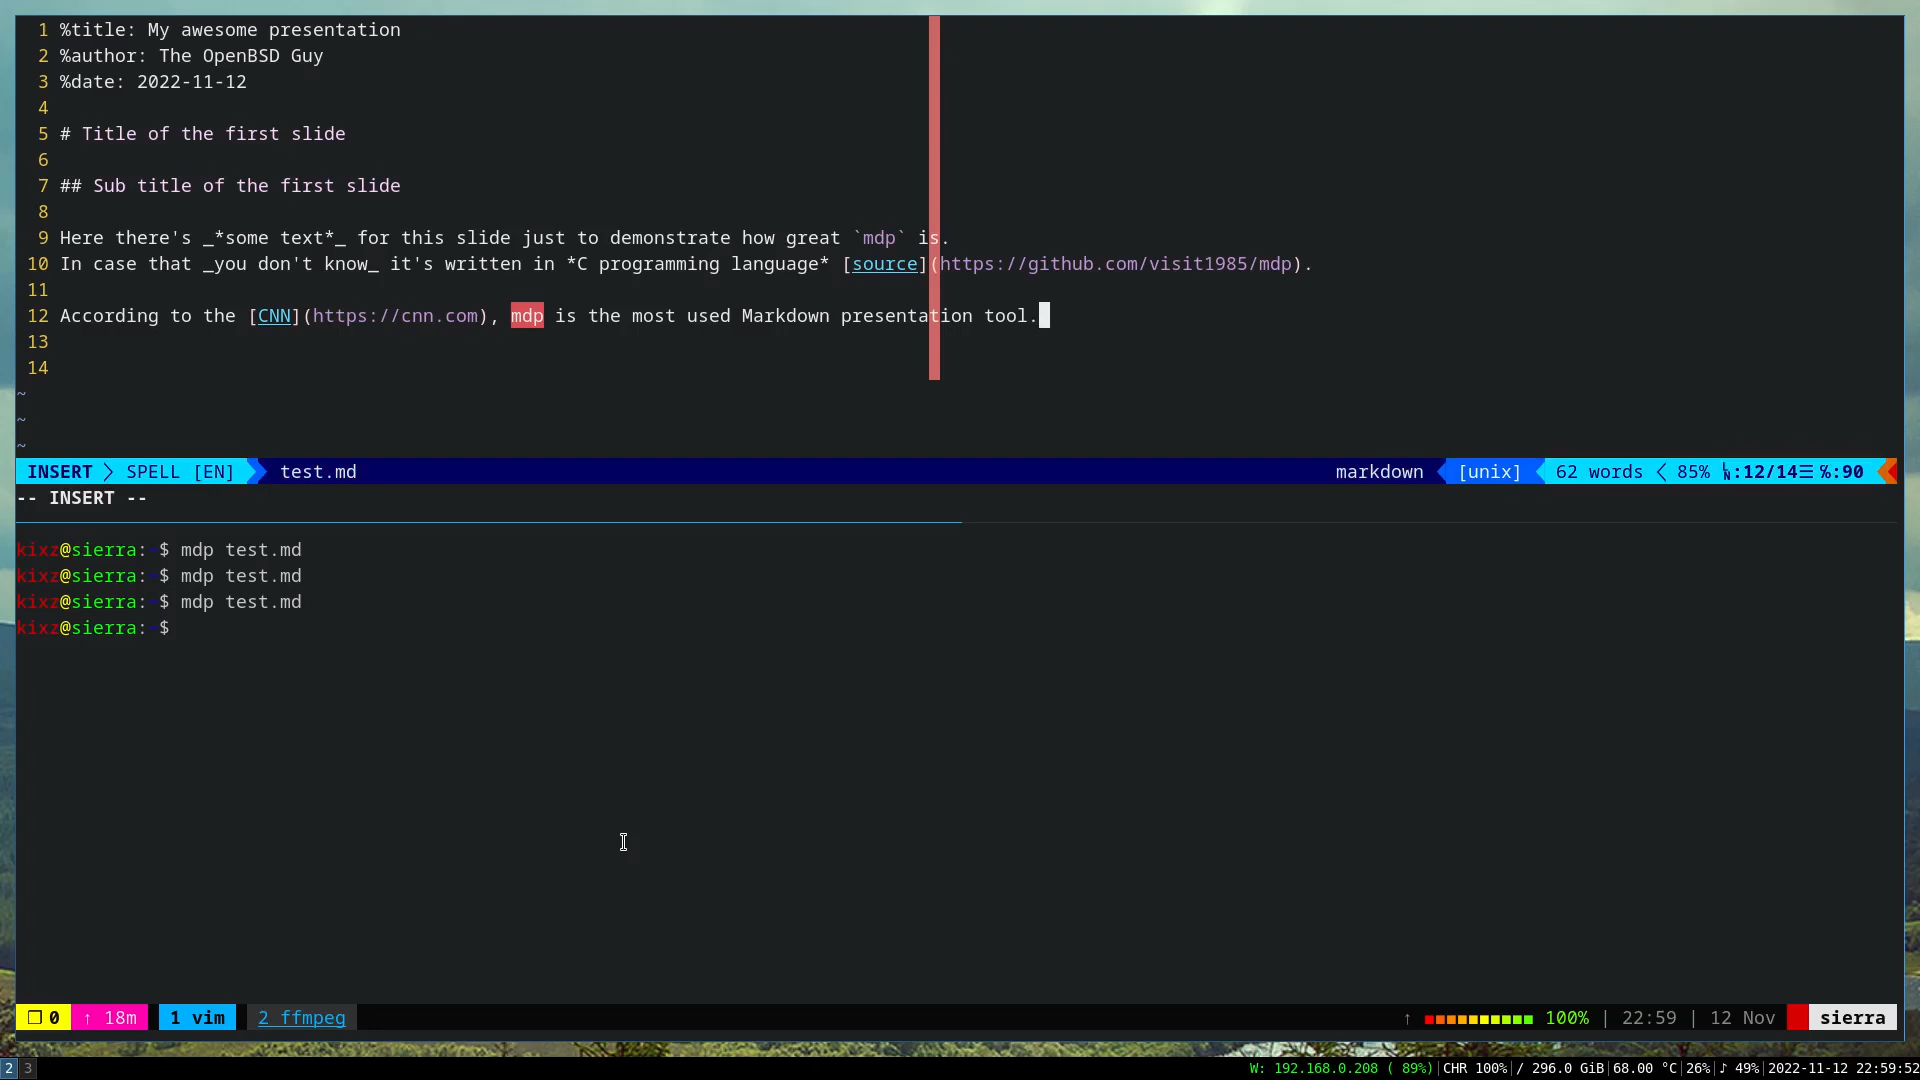 1 %title: My awesome presentation
2 %author: The OpenBSD Guy
3 %date: 2022-11-12
4
5 # Title of the first slide
6
7 ## Sub title of the first slide
8
9 Here there's _*some text*_ for this slide just to demonstrate how great `mdp` is.
10 In case that _you don't know_ it's written in *C programming language* [source](https://github.com/visit1985/mdp).
11
12 According to the [CNN](https://cnn.com), mdp is the most used Markdown presentation tool.
13
14
~
~
~
INSERT SPELL [EN] test.md markdown [unix] 62 words 85% ␤:12/14☰ ℅:90
-- INSERT --
kixz@sierra:~$ mdp test.md
kixz@sierra:~$ mdp test.md
kixz@sierra:~$ mdp test.md
kixz@sierra:~$
❐ 0 ↑ 18m 1 vim 2 ffmpeg ↑ 100% | 22:59 | 12 Nov sierra
2 3 W: 192.168.0.208 ( 89%)|CHR 100%|/ 296.0 GiB|68.00 °C|26%|♪ 49%|2022-11-12 22:59:52